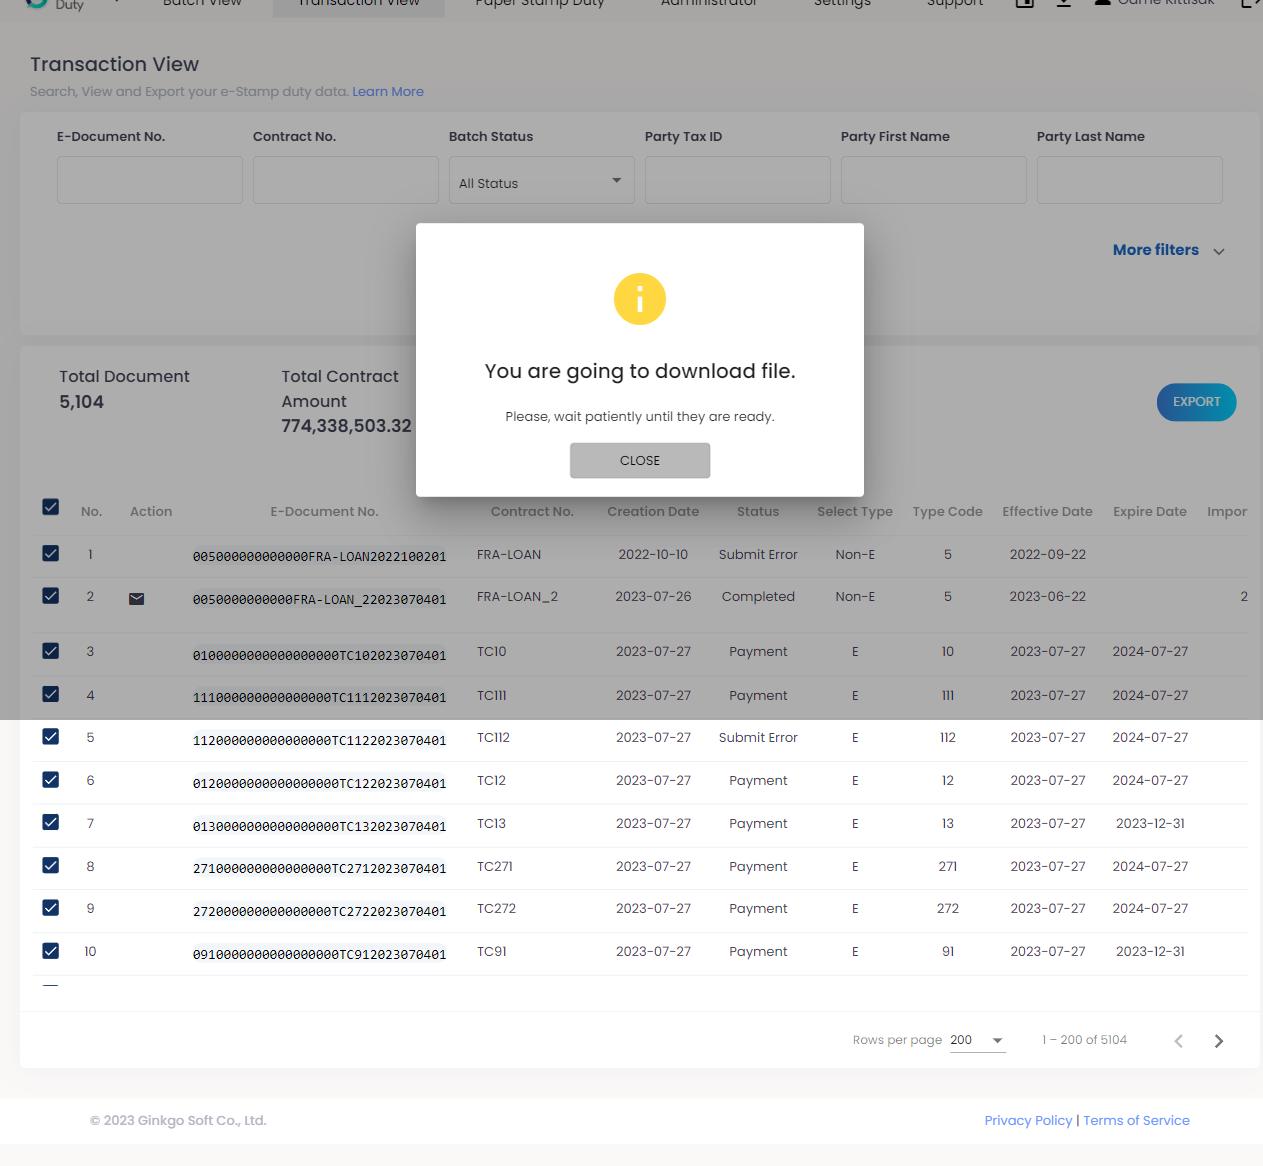 Duty Batch View Transaction View Paper Stamp Duty Administrator Settings Support
Transaction View
Search, View and Export your e-Stamp duty data. Learn More
E-Document No. Contract No. Batch Status Party Tax ID Party First Name Party Last Name
All Status
More filters
You are going to download file.
Please, wait patiently until they are ready.
CLOSE
Total Document
5,104
Total Contract
Amount
774,338,503.32
EXPORT
No. Action E-Document No. Contract No. Creation Date Status Select Type Type Code Effective Date Expire Date Impor
1 005000000000000FRA-LOAN2022100201 FRA-LOAN 2022-10-10 Submit Error Non-E 5 2022-09-22
2 0050000000000FRA-LOAN_22023070401 FRA-LOAN_2 2023-07-26 Completed Non-E 5 2023-06-22 2
3 0100000000000000000TC102023070401 TC10 2023-07-27 Payment E 10 2023-07-27 2024-07-27
4 111000000000000000TC1112023070401 TC111 2023-07-27 Payment E 111 2023-07-27 2024-07-27
5 112000000000000000TC1122023070401 TC112 2023-07-27 Submit Error E 112 2023-07-27 2024-07-27
6 0120000000000000000TC122023070401 TC12 2023-07-27 Payment E 12 2023-07-27 2024-07-27
7 0130000000000000000TC132023070401 TC13 2023-07-27 Payment E 13 2023-07-27 2023-12-31
8 271000000000000000TC2712023070401 TC271 2023-07-27 Payment E 271 2023-07-27 2024-07-27
9 272000000000000000TC2722023070401 TC272 2023-07-27 Payment E 272 2023-07-27 2024-07-27
10 0910000000000000000TC912023070401 TC91 2023-07-27 Payment E 91 2023-07-27 2023-12-31
Rows per page 200 1 – 200 of 5104
© 2023 Ginkgo Soft Co., Ltd. Privacy Policy | Terms of Service